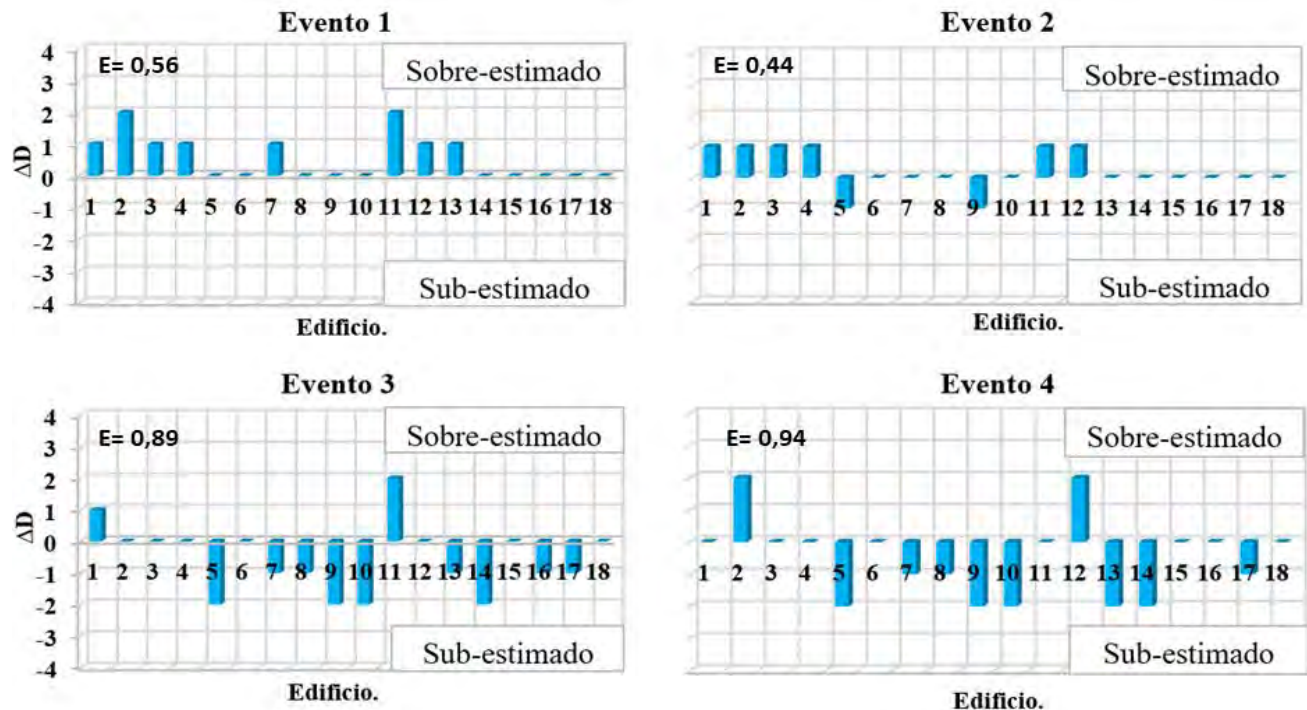 Evento 1
E= 0,56
Sobre-estimado
4
3
2
1
0
-1
-2
-3
-4
ΔD
1 2 3 4 5 6 7 8 9 10 11 12 13 14 15 16 17 18
Sub-estimado
Edificio.
Evento 2
E= 0,44
Sobre-estimado
1 2 3 4 5 6 7 8 9 10 11 12 13 14 15 16 17 18
Sub-estimado
Edificio.
Evento 3
E= 0,89
Sobre-estimado
4
3
2
1
0
-1
-2
-3
-4
ΔD
1 2 3 4 5 6 7 8 9 10 11 12 13 14 15 16 17 18
Sub-estimado
Edificio.
Evento 4
E= 0,94
Sobre-estimado
1 2 3 4 5 6 7 8 9 10 11 12 13 14 15 16 17 18
Sub-estimado
Edificio.